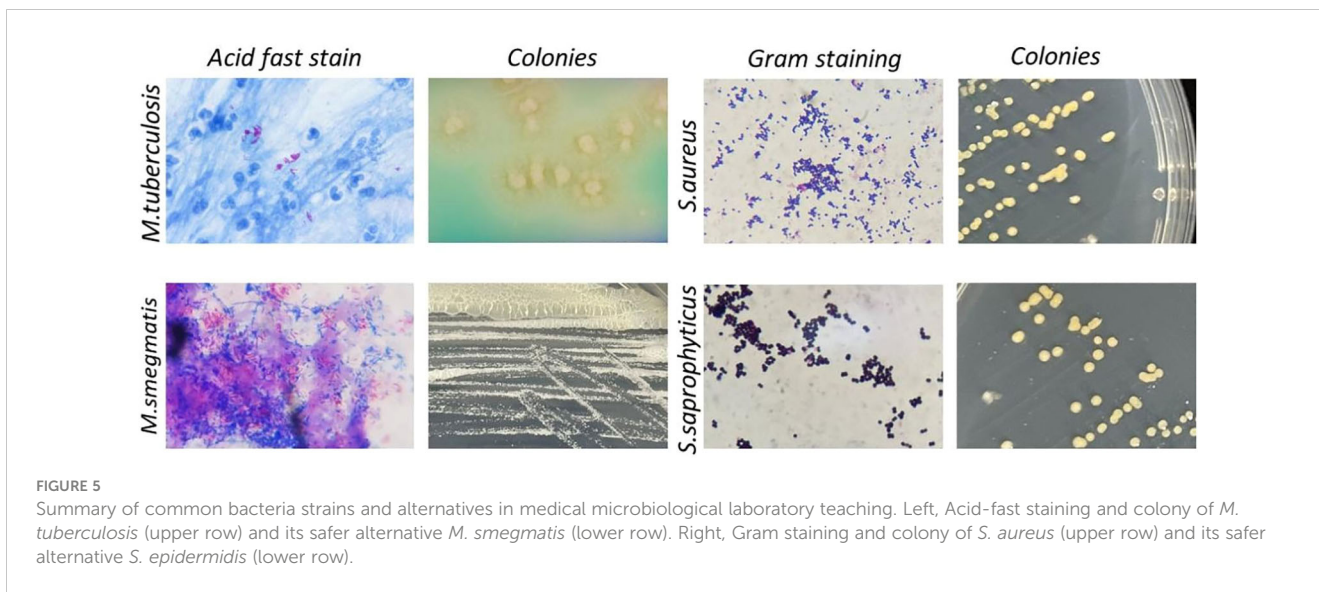 Acid fast stain
Colonies
Gram staining
Colonies
M.tuberculosis
S.aureus
M.smegmatis
S.saprophyticus
FIGURE 5
Summary of common bacteria strains and alternatives in medical microbiological laboratory teaching. Left, Acid-fast staining and colony of M.
tuberculosis (upper row) and its safer alternative M. smegmatis (lower row). Right, Gram staining and colony of S. aureus (upper row) and its safer
alternative S. epidermidis (lower row).